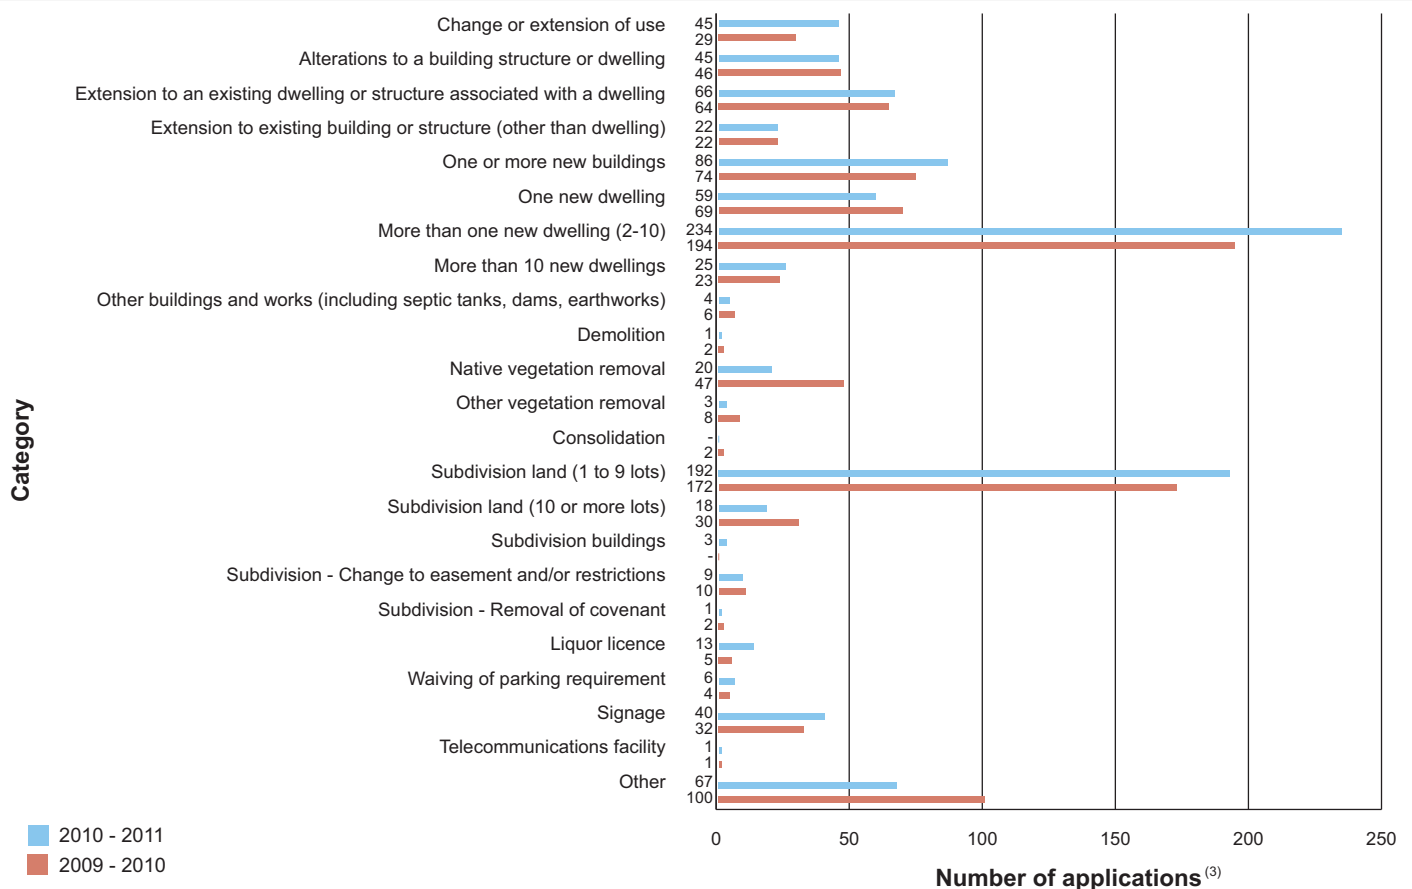 Change or extension of use 45
29
Alterations to a building structure or dwelling 45
46
Extension to an existing dwelling or structure associated with a dwelling 66
64
Extension to existing building or structure (other than dwelling) 22
22
One or more new buildings 86
74
One new dwelling 59
69
More than one new dwelling (2-10) 234
194
More than 10 new dwellings 25
23
Other buildings and works (including septic tanks, dams, earthworks) 4
6
Demolition 1
2
Native vegetation removal 20
47
Other vegetation removal 3
8
Consolidation -
2
Subdivision land (1 to 9 lots) 192
172
Subdivision land (10 or more lots) 18
30
Subdivision buildings 3
-
Subdivision - Change to easement and/or restrictions 9
10
Subdivision - Removal of covenant 1
2
Liquor licence 13
5
Waiving of parking requirement 6
4
Signage 40
32
Telecommunications facility 1
1
Other 67
100
Category
0 50 100 150 200 250
Number of applications (3)
2010 - 2011
2009 - 2010